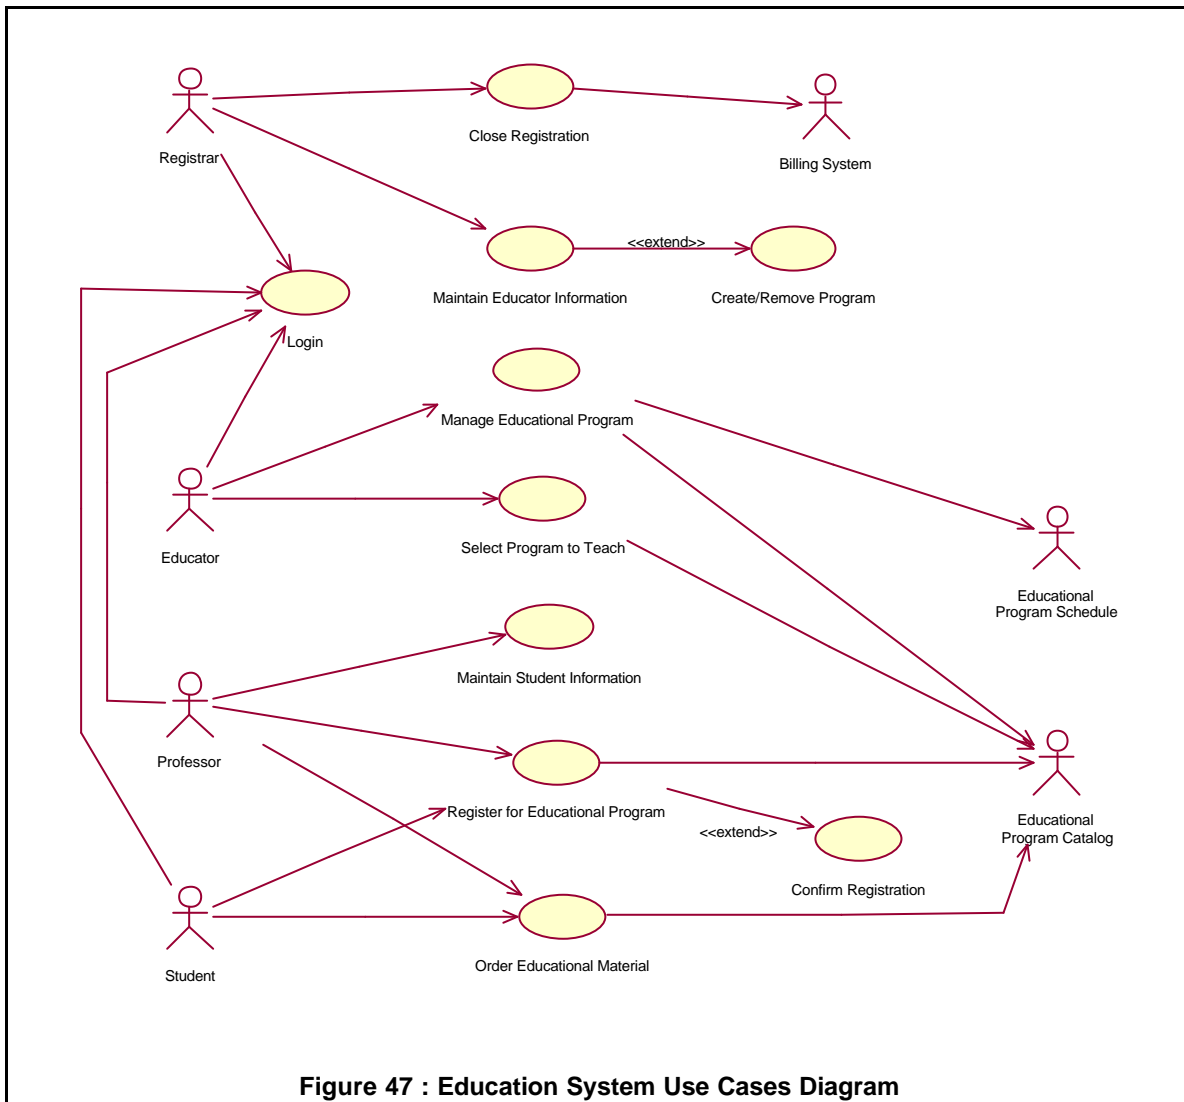 Registrar
Close Registration
Billing System
<<extend>>
Maintain Educator Information
Create/Remove Program
Login
Manage Educational Program
Educator
Select Program to Teach
Educational
Program Schedule
Maintain Student Information
Professor
Register for Educational Program
<<extend>>
Educational
Program Catalog
Confirm Registration
Student
Order Educational Material
Figure 47 : Education System Use Cases Diagram